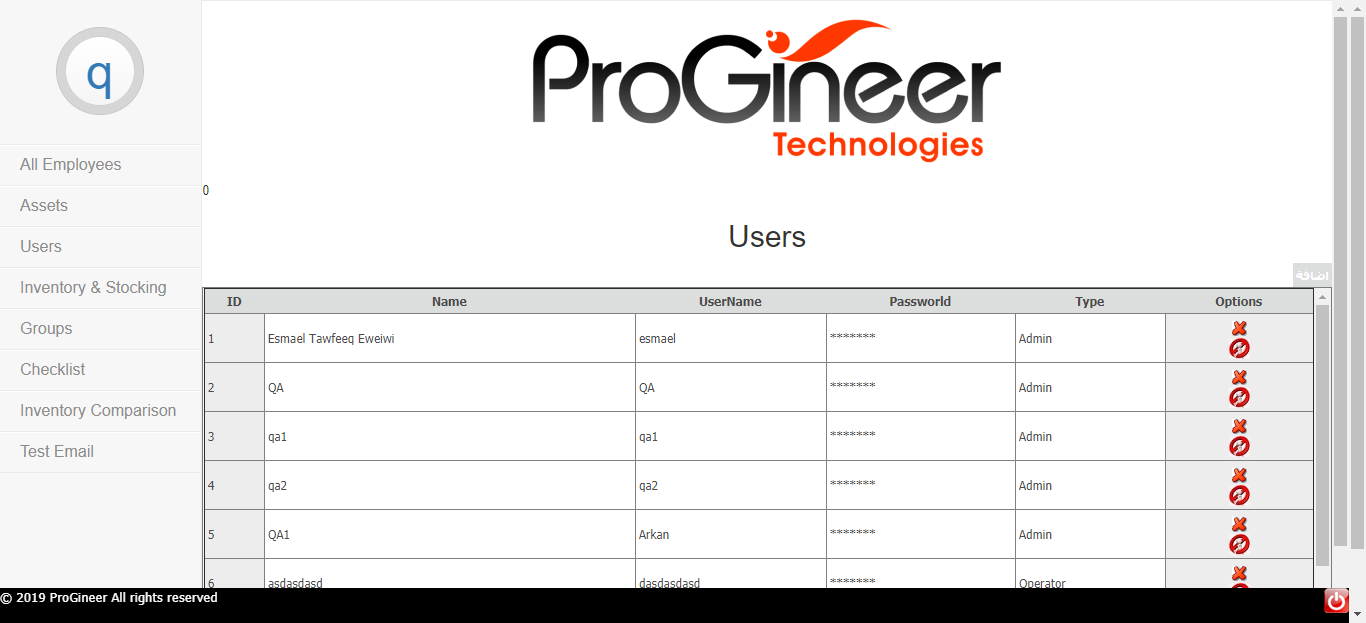 q
All Employees
Assets
Users
Inventory & Stocking
Groups
Checklist
Inventory Comparison
Test Email
ProGineer
Technologies
0
Users
اضافة
ID Name UserName Passworld Type Options
1 Esmael Tawfeeq Eweiwi esmael ******* Admin
2 QA QA ******* Admin
3 qa1 qa1 ******* Admin
4 qa2 qa2 ******* Admin
5 QA1 Arkan ******* Admin
6 asdasdasd dasdasdasd ******* Operator
© 2019 ProGineer All rights reserved